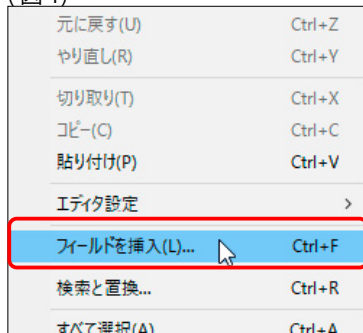 (図4)
元に戻す(U) Ctrl+Z
やり直し(R) Ctrl+Y
切り取り(T) Ctrl+X
コピー(C) Ctrl+C
貼り付け(P) Ctrl+V
エディタ設定 >
フィールドを挿入(L)... Ctrl+F
検索と置換... Ctrl+R
すべて選択(A) Ctrl+A